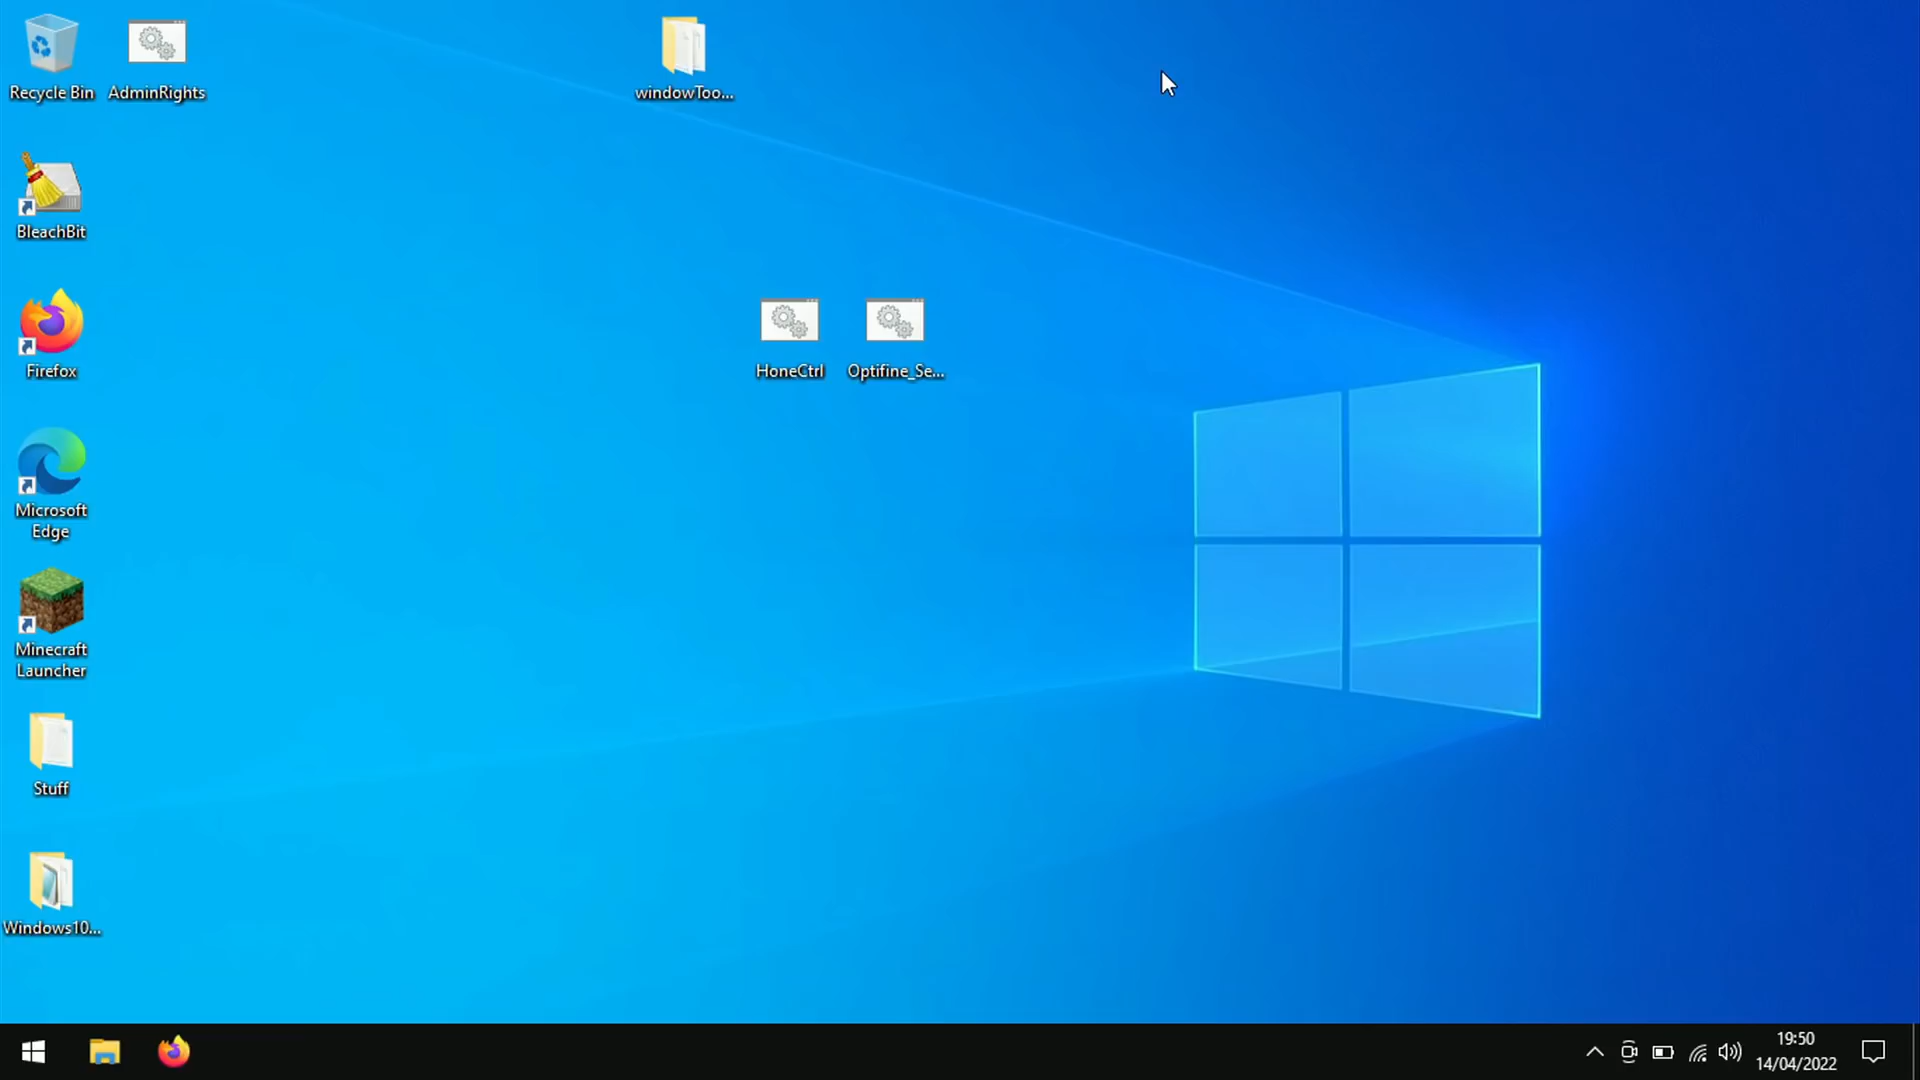 Recycle Bin
AdminRights
windowToo...
BleachBit
Firefox
HoneCtrl
Optifine_Se...
Microsoft
Edge
Minecraft
Launcher
Stuff
Windows10...
19:50
14/04/2022